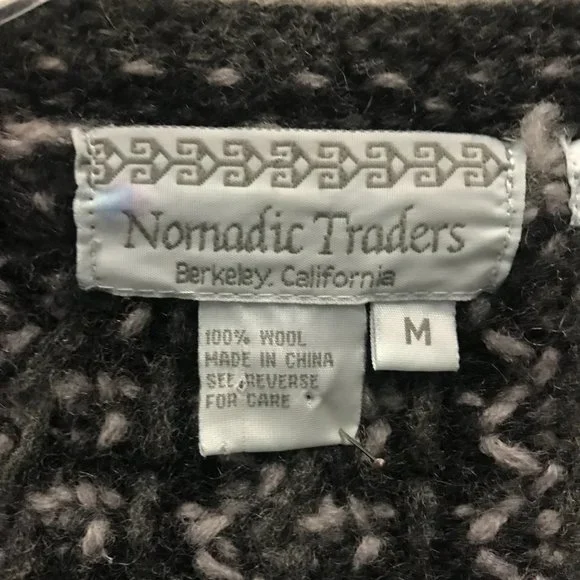 Nomadic Traders
Berkeley, California
100% WOOL
MADE IN CHINA
SEE REVERSE
FOR CARE
M